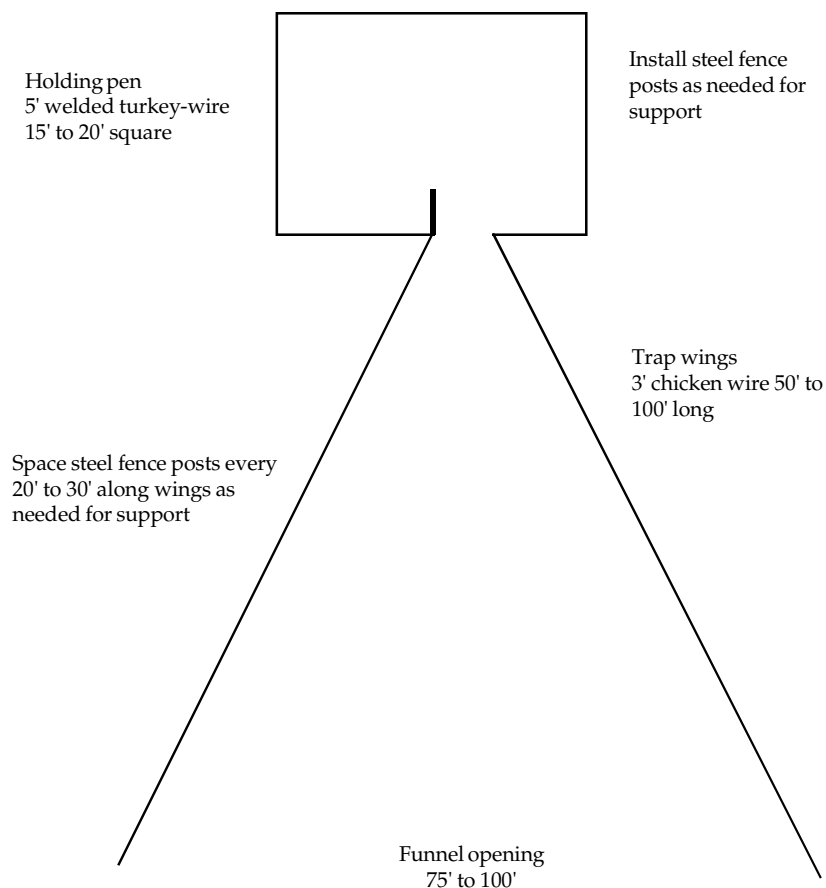 Holding pen
5' welded turkey-wire
15' to 20' square
Install steel fence
posts as needed for
support
Trap wings
3' chicken wire 50' to
100' long
Space steel fence posts every
20' to 30' along wings as
needed for support
Funnel opening
75' to 100'